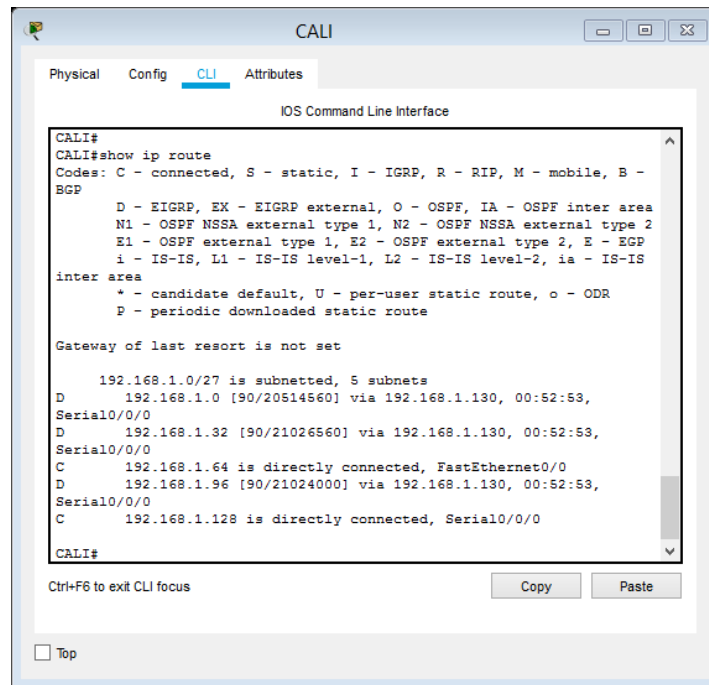 CALI
Physical Config CLI Attributes
IOS Command Line Interface
CALI#
CALI#show ip route
Codes: C - connected, S - static, I - IGRP, R - RIP, M - mobile, B -
BGP
D - EIGRP, EX - EIGRP external, O - OSPF, IA - OSPF inter area
N1 - OSPF NSSA external type 1, N2 - OSPF NSSA external type 2
E1 - OSPF external type 1, E2 - OSPF external type 2, E - EGP
i - IS-IS, L1 - IS-IS level-1, L2 - IS-IS level-2, ia - IS-IS
inter area
* - candidate default, U - per-user static route, o - ODR
P - periodic downloaded static route
Gateway of last resort is not set
192.168.1.0/27 is subnetted, 5 subnets
D 192.168.1.0 [90/20514560] via 192.168.1.130, 00:52:53,
Serial0/0/0
D 192.168.1.32 [90/21026560] via 192.168.1.130, 00:52:53,
Serial0/0/0
C 192.168.1.64 is directly connected, FastEthernet0/0
D 192.168.1.96 [90/21024000] via 192.168.1.130, 00:52:53,
Serial0/0/0
C 192.168.1.128 is directly connected, Serial0/0/0
CALI#
Ctrl+F6 to exit CLI focus
Copy Paste
Top